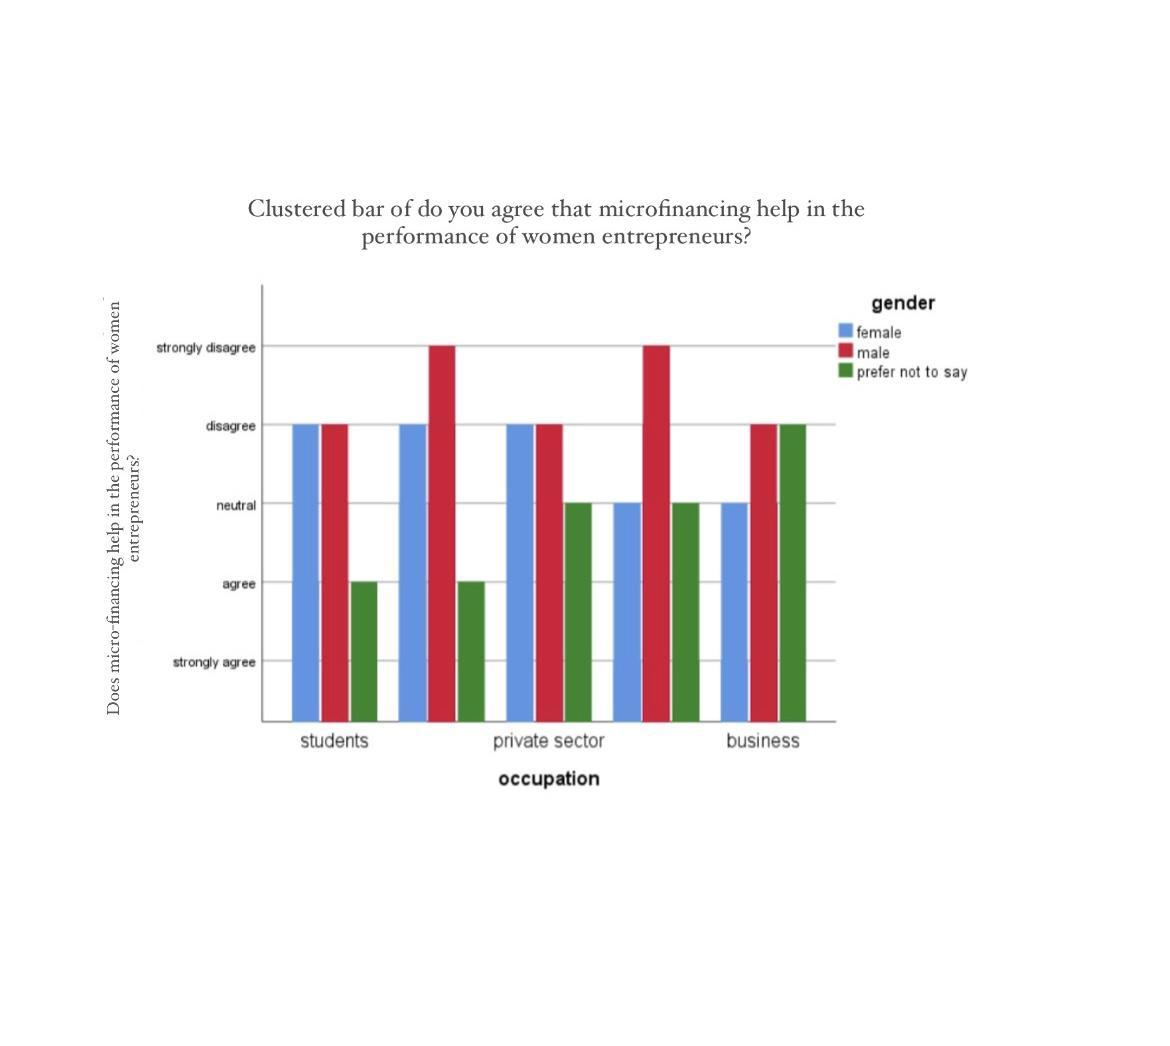 Clustered bar of do you agree that microfinancing help in the
performance of women entrepreneurs?
Does micro-financing help in the performance of women
entrepreneurs?
strongly disagree
disagree
neutral
agree
strongly agree
students
private sector
business
occupation
gender
female
male
prefer not to say